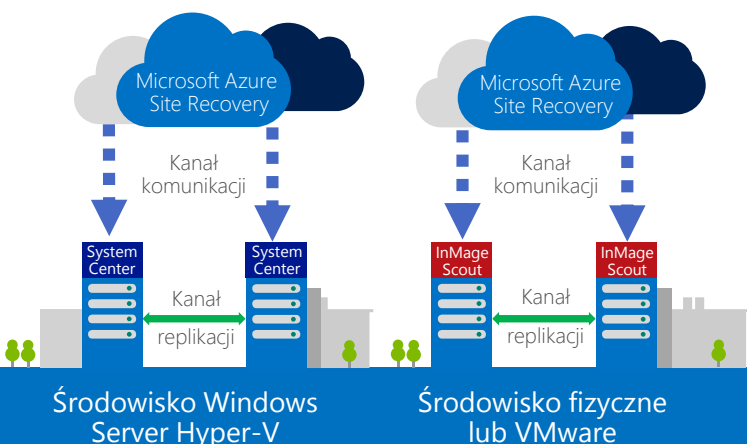 Microsoft Azure
Site Recovery
Kanał
komunikacji
System
Center
System
Center
Kanał
replikacji
Środowisko Windows
Server Hyper-V
Microsoft Azure
Site Recovery
Kanał
komunikacji
InMage
Scout
InMage
Scout
Kanał
replikacji
Środowisko fizyczne
lub VMware